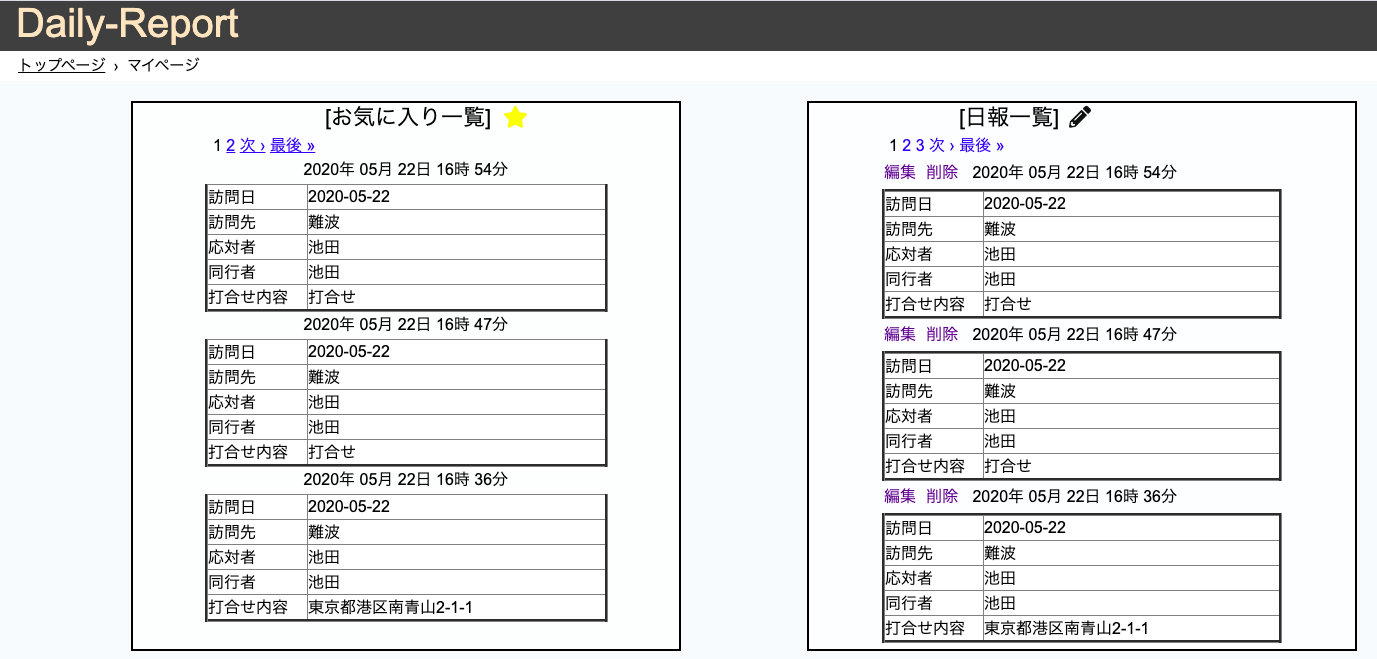 Daily-Report
トップページ › マイページ
[お気に入り一覧]
1 2 次 › 最後 »
2020年 05月 22日 16時 54分
訪問日 2020-05-22
訪問先 難波
応対者 池田
同行者 池田
打合せ内容 打合せ
2020年 05月 22日 16時 47分
訪問日 2020-05-22
訪問先 難波
応対者 池田
同行者 池田
打合せ内容 打合せ
2020年 05月 22日 16時 36分
訪問日 2020-05-22
訪問先 難波
応対者 池田
同行者 池田
打合せ内容 東京都港区南青山2-1-1
[日報一覧]
1 2 3 次 › 最後 »
編集 削除 2020年 05月 22日 16時 54分
訪問日 2020-05-22
訪問先 難波
応対者 池田
同行者 池田
打合せ内容 打合せ
編集 削除 2020年 05月 22日 16時 47分
訪問日 2020-05-22
訪問先 難波
応対者 池田
同行者 池田
打合せ内容 打合せ
編集 削除 2020年 05月 22日 16時 36分
訪問日 2020-05-22
訪問先 難波
応対者 池田
同行者 池田
打合せ内容 東京都港区南青山2-1-1